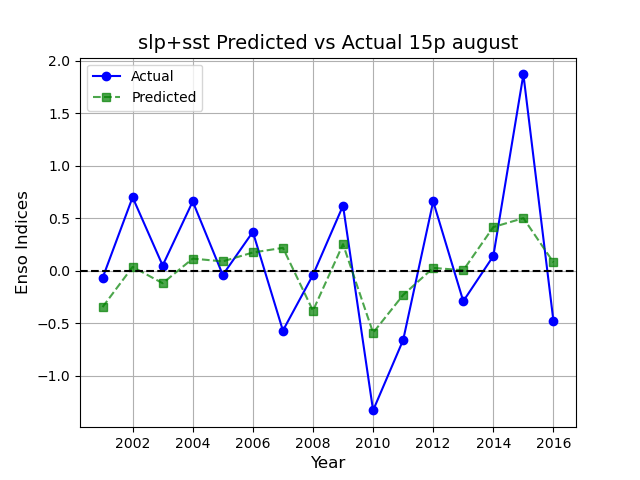 slp+sst Predicted vs Actual 15p august
Actual
Predicted
2.0
1.5
1.0
0.5
0.0
−0.5
−1.0
Enso Indices
2002 2004 2006 2008 2010 2012 2014 2016
Year